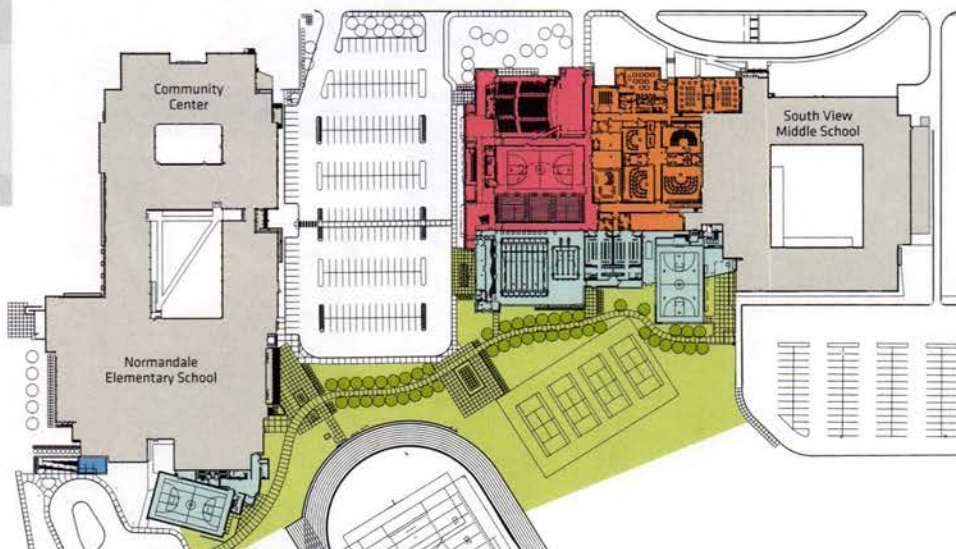 Community
Center
South View
Middle School
Normandale
Elementary School